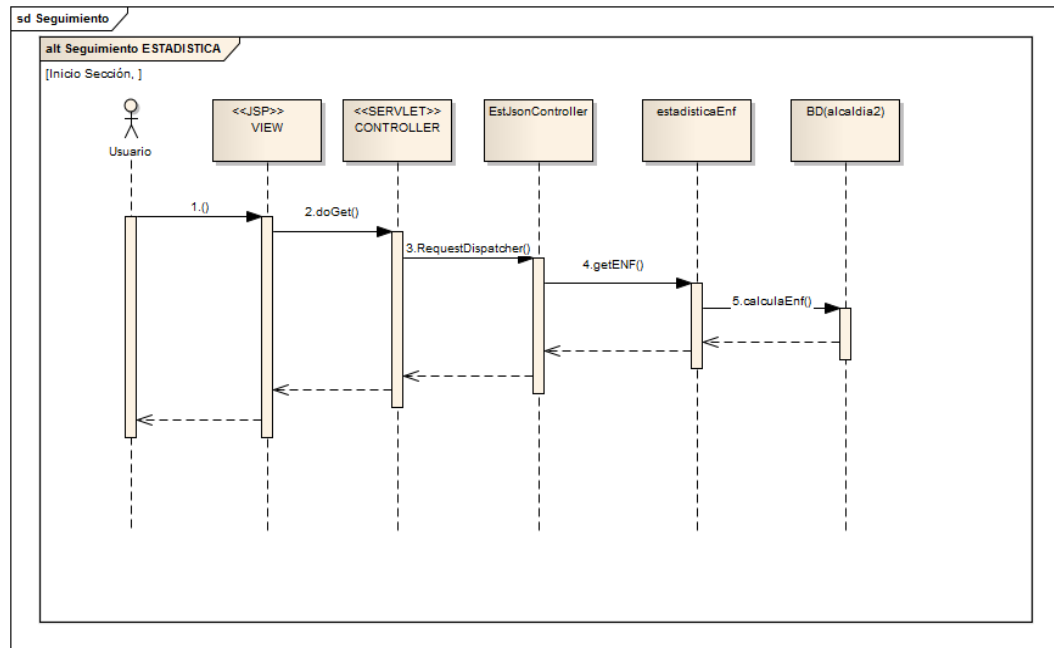 sd Seguimiento
alt Seguimiento ESTADISTICA
[Inicio Sección, ]
Usuario
<<JSP>>
VIEW
<<SERVLET>>
CONTROLLER
EstJsonController
estadisticaEnf
BD(alcaldia2)
1.()
2.doGet()
3.RequestDispatcher()
4.getENF()
5.calculaEnf()